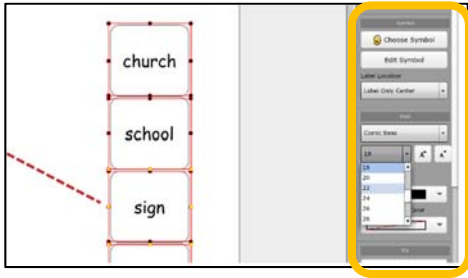 church
school
sign
Symbol
Choose Symbol
Edit Symbol
Label Location
Label Only Center
Comic Sans
18
20
22
24
26
28